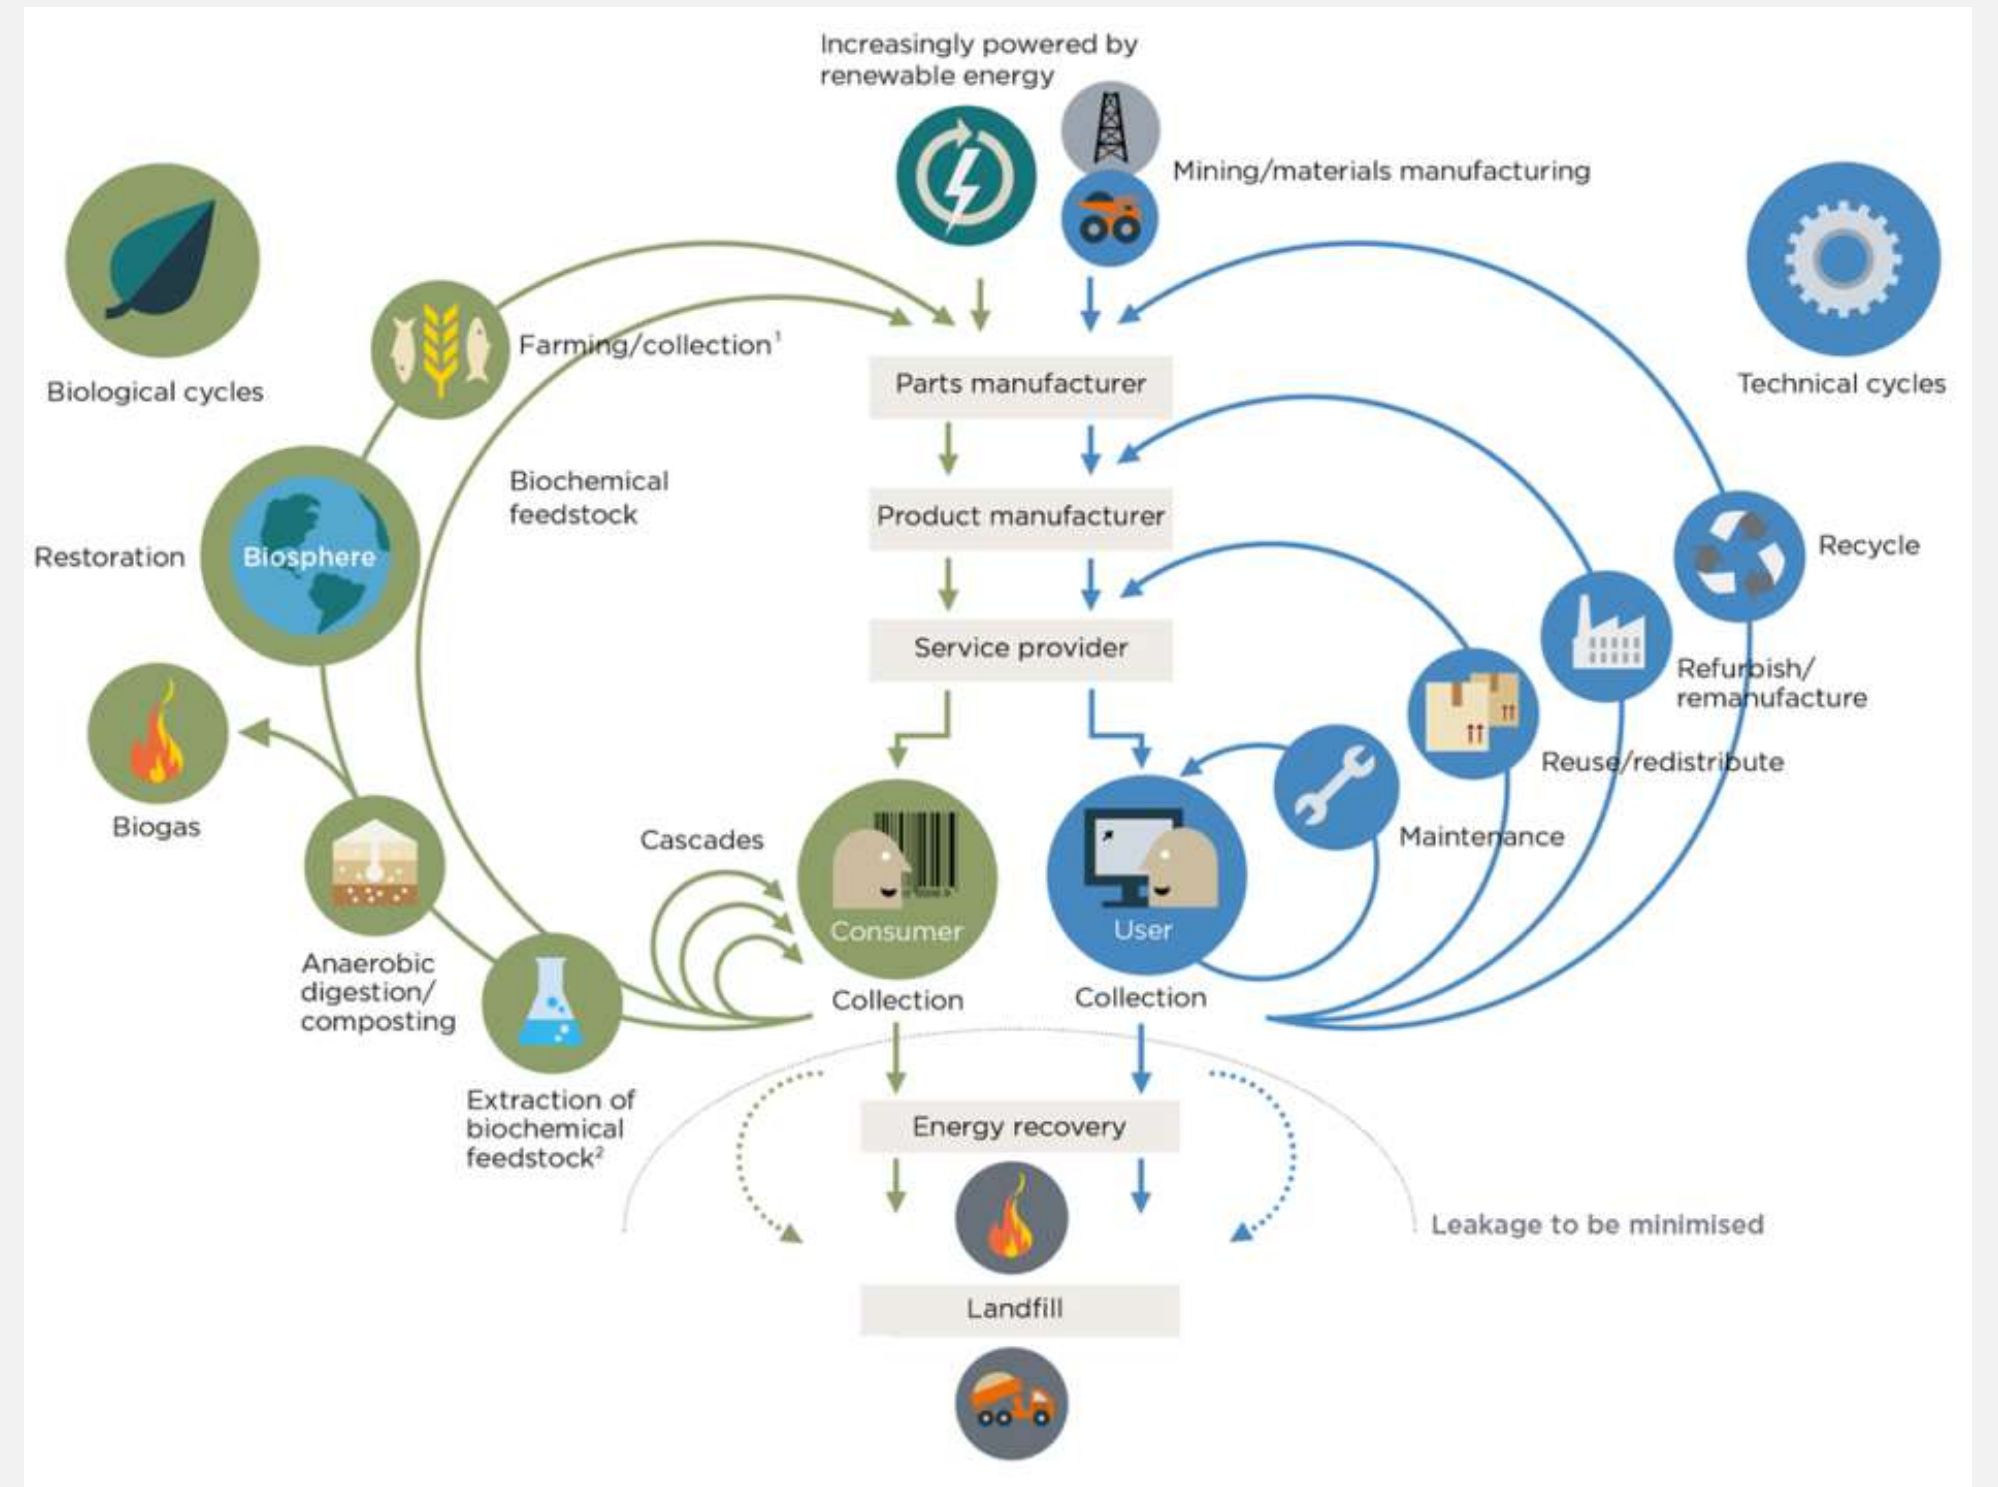 Increasingly powered by
renewable energy
Mining/materials manufacturing
Biological cycles
Technical cycles
Farming/collection¹
Parts manufacturer
Biochemical
feedstock
Product manufacturer
Restoration
Biosphere
Recycle
Service provider
Refurbish/
remanufacture
Reuse/redistribute
Biogas
Cascades
Maintenance
Consumer
User
Anaerobic
digestion/
composting
Collection
Collection
Extraction of
biochemical
feedstock²
Energy recovery
Leakage to be minimised
Landfill